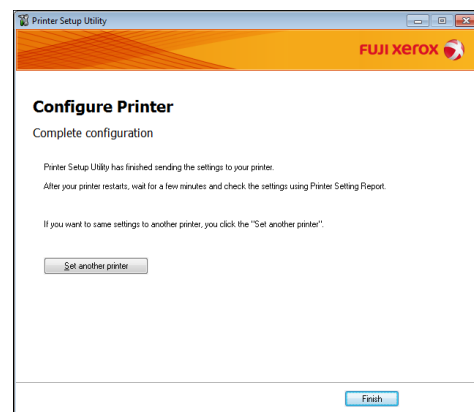 Printer Setup Utility
FUJI xerox
Configure Printer
Complete configuration
Printer Setup Utility has finished sending the settings to your printer.
After your printer restarts, wait for a few minutes and check the settings using Printer Setting Report.
If you want to same settings to another printer, you click the "Set another printer".
Set another printer
Finish